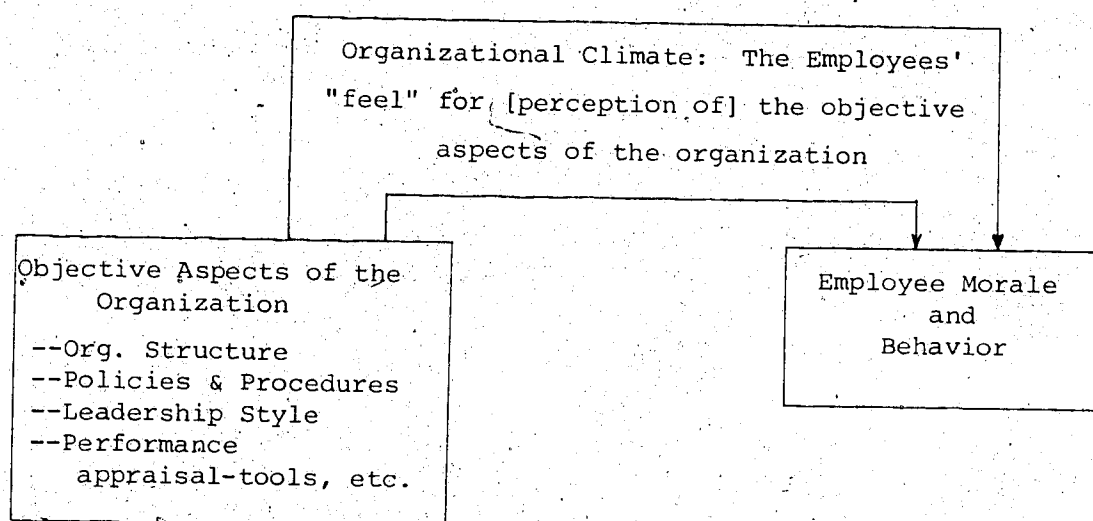 Organizational Climate: The Employees'
"feel" for [perception of] the objective
aspects of the organization
Objective Aspects of the
Organization
--Org. Structure
--Policies & Procedures
--Leadership Style
--Performance
appraisal-tools, etc.
Employee Morale
and
Behavior